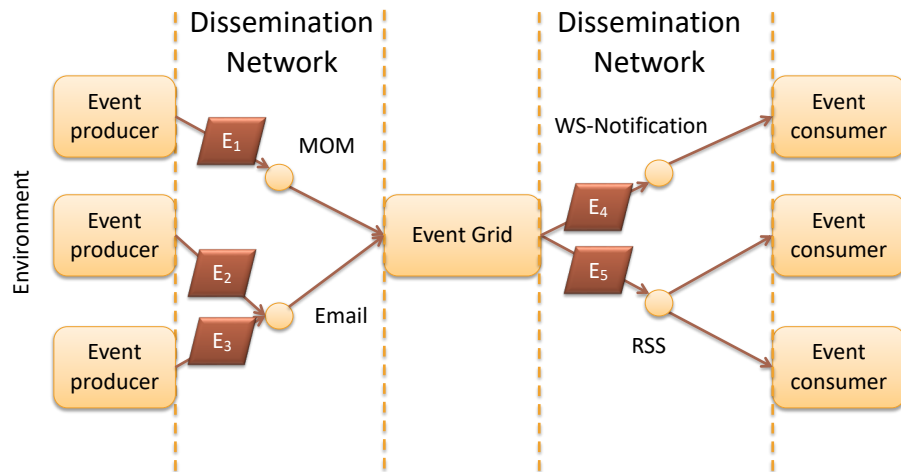 Dissemination
Network
Dissemination
Network
Environment
Event
producer
Event
producer
Event
producer
E1
MOM
E2
E3
Email
Event Grid
WS-Notification
E4
E5
RSS
Event
consumer
Event
consumer
Event
consumer